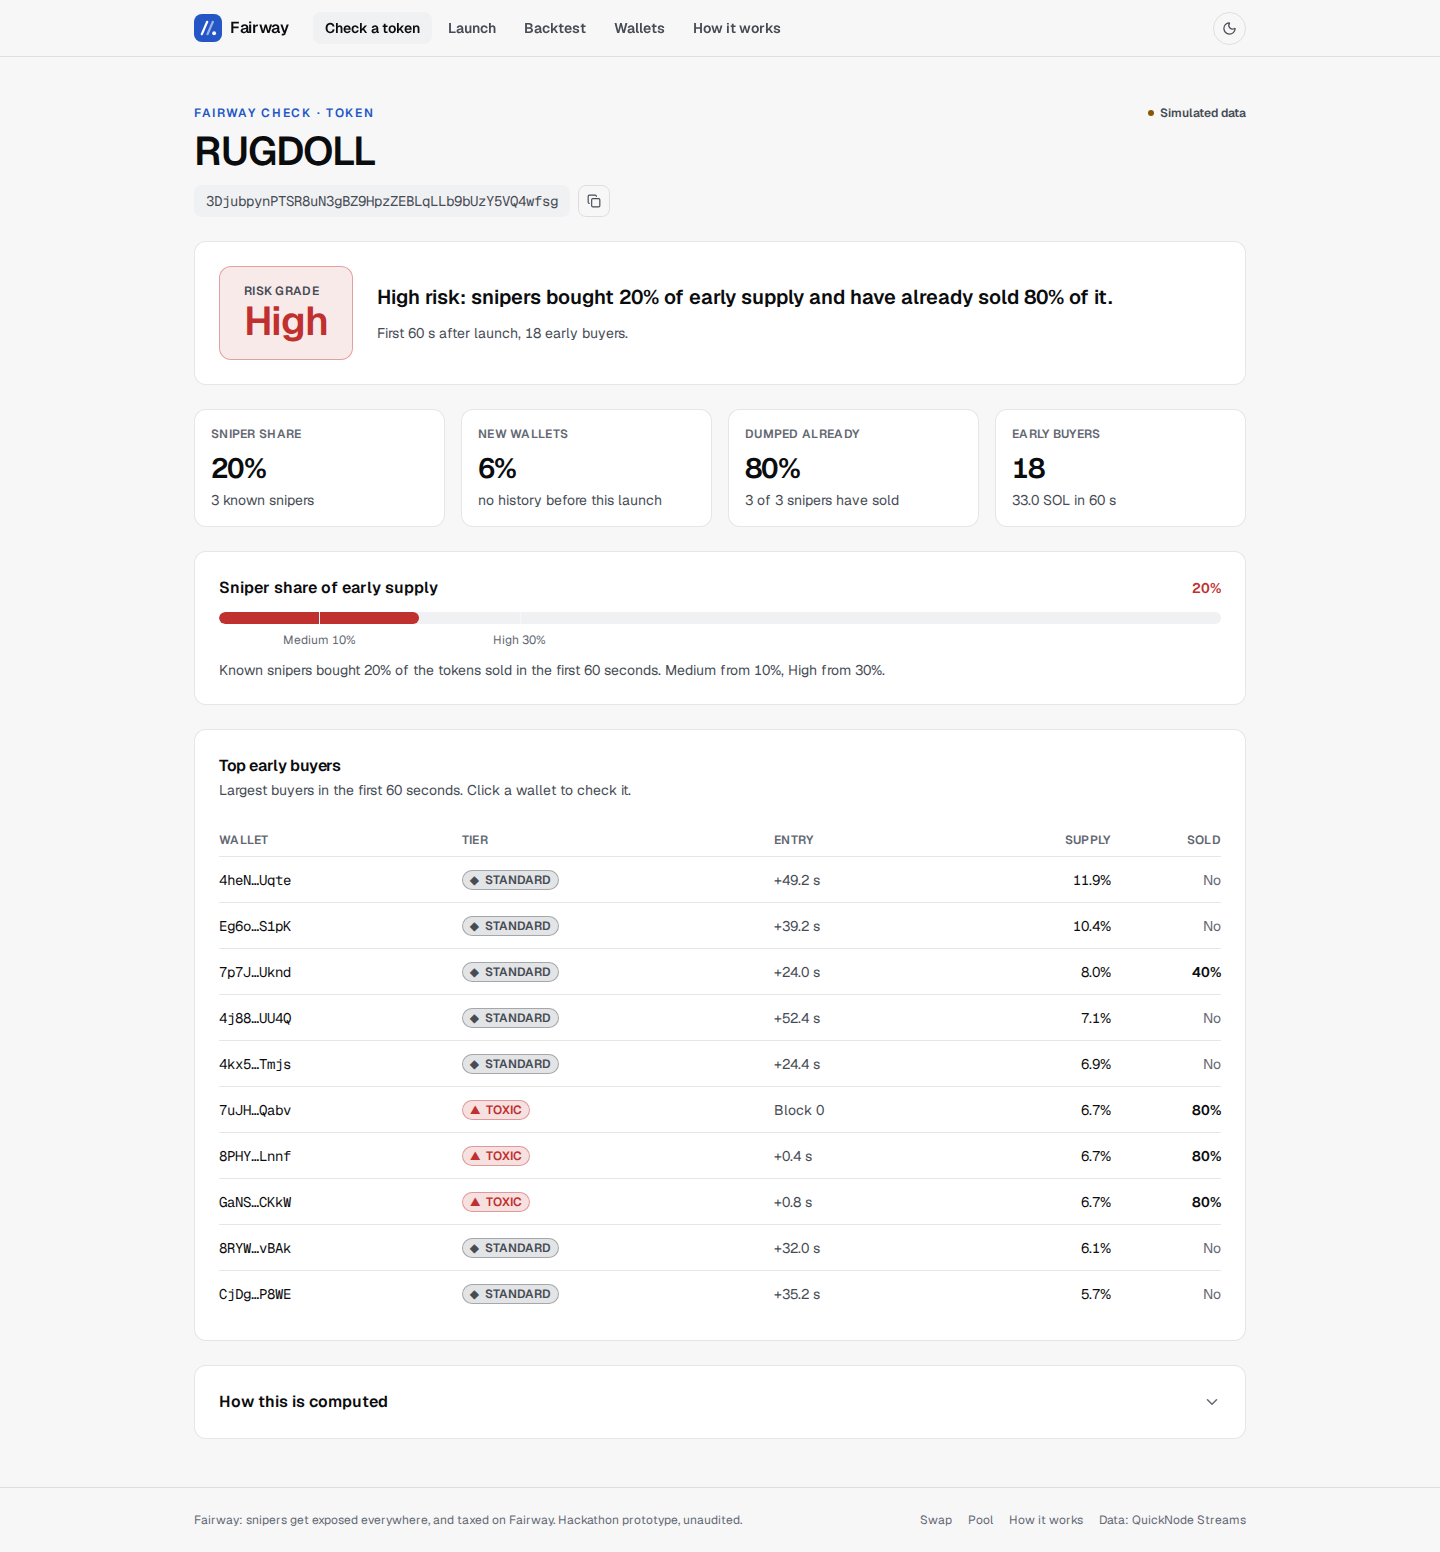 Fairway Check a token Launch Backtest Wallets How it works
FAIRWAY CHECK · TOKEN
Simulated data
RUGDOLL
3DjubpynPTSR8uN3gBZ9HpzZEBLqLLb9bUzY5VQ4wfsg
RISK GRADE
High
High risk: snipers bought 20% of early supply and have already sold 80% of it.
First 60 s after launch, 18 early buyers.
SNIPER SHARE
20%
3 known snipers
NEW WALLETS
6%
no history before this launch
DUMPED ALREADY
80%
3 of 3 snipers have sold
EARLY BUYERS
18
33.0 SOL in 60 s
Sniper share of early supply 20%
Medium 10% High 30%
Known snipers bought 20% of the tokens sold in the first 60 seconds. Medium from 10%, High from 30%.
Top early buyers
Largest buyers in the first 60 seconds. Click a wallet to check it.
WALLET TIER ENTRY SUPPLY SOLD
4heN…Uqte ◆ STANDARD +49.2 s 11.9% No
Eg6o…S1pK ◆ STANDARD +39.2 s 10.4% No
7p7J…Uknd ◆ STANDARD +24.0 s 8.0% 40%
4j88…UU4Q ◆ STANDARD +52.4 s 7.1% No
4kx5…Tmjs ◆ STANDARD +24.4 s 6.9% No
7uJH…Qabv ▲ TOXIC Block 0 6.7% 80%
8PHY…Lnnf ▲ TOXIC +0.4 s 6.7% 80%
GaNS…CKkW ▲ TOXIC +0.8 s 6.7% 80%
8RYW…vBAk ◆ STANDARD +32.0 s 6.1% No
CjDg…P8WE ◆ STANDARD +35.2 s 5.7% No
How this is computed
Fairway: snipers get exposed everywhere, and taxed on Fairway. Hackathon prototype, unaudited.
Swap Pool How it works Data: QuickNode Streams